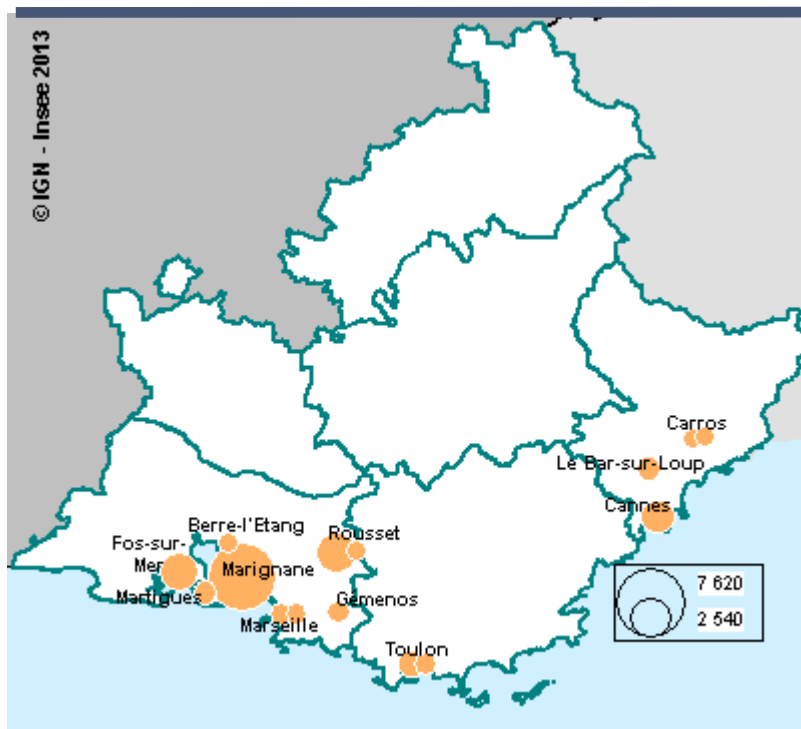 © IGN - Insee 2013
Carros
Le Bar-sur-Loup
Cannes
Berre-l'Etang
Rousset
Fos-sur-
Mer
Marignane
Martigues
Gémenos
Marseille
Toulon
7 620
2 540